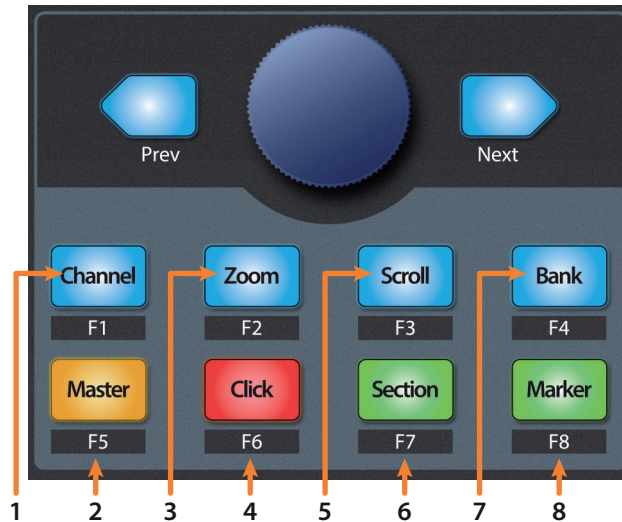 Prev Next
Channel Zoom Scroll Bank
F1 F2 F3 F4
Master Click Section Marker
F5 F6 F7 F8
1 2 3 4 5 6 7 8